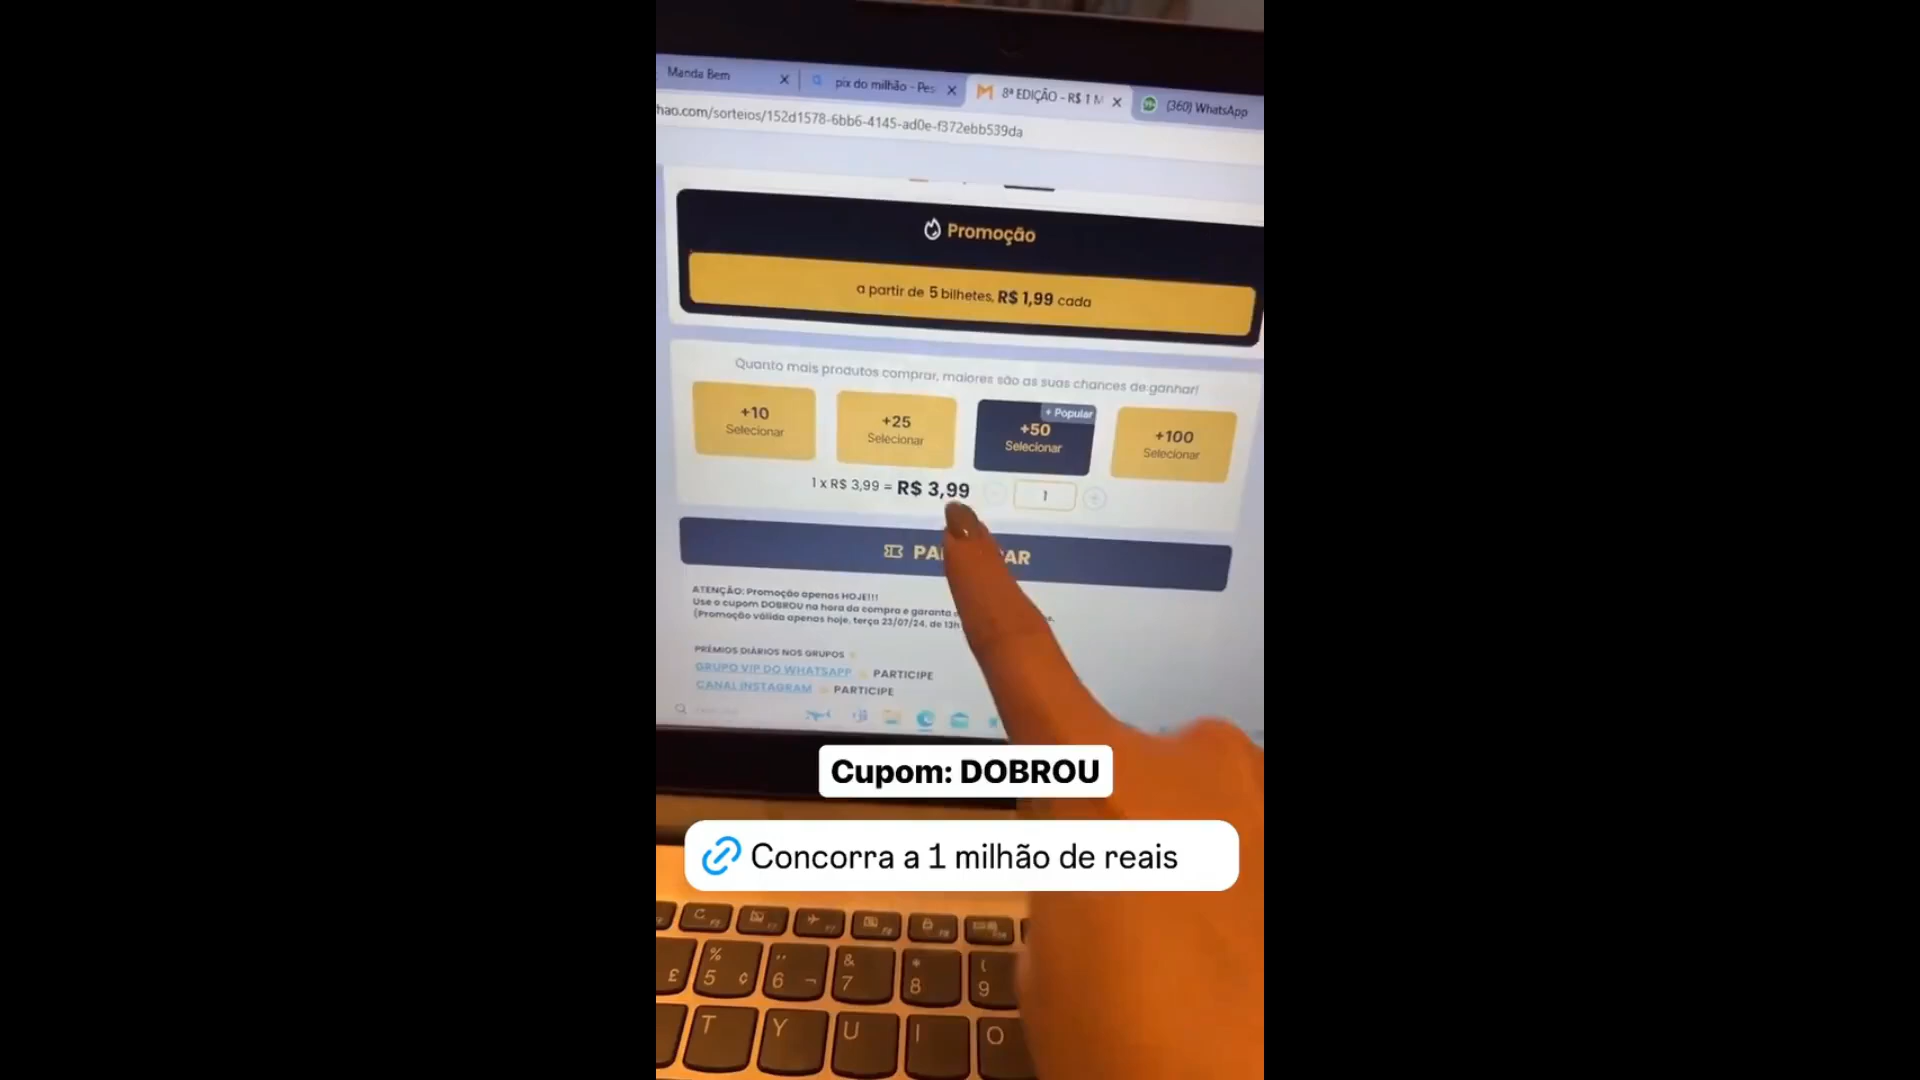 Manda Bem
pix do milhão - Pes
8ª EDIÇÃO - R$ 1 M
(360) WhatsApp
hao.com/sorteios/152d1578-6bb6-4145-ad0e-f372ebb539da
Promoção
a partir de 5 bilhetes, R$ 1,99 cada
Quanto mais produtos comprar, maiores são as suas chances de ganhar!
+10
Selecionar
+25
Selecionar
+ Popular
+50
Selecionar
+100
Selecionar
1 x R$ 3,99 = R$ 3,99
- 1 +
PA AR
ATENÇÃO: Promoção apenas HOJE!!!
Use o cupom DOBROU na hora da compra e garanta
(Promoção válida apenas hoje, terça 23/07/24, de 13h
PRÊMIOS DIÁRIOS NOS GRUPOS
GRUPO VIP DO WHATSAPP PARTICIPE
CANAL INSTAGRAM PARTICIPE
Cupom: DOBROU
Concorra a 1 milhão de reais
£ % 5 ¢ 6 ¬ & 7 * 8 ( 9
T Y U I O